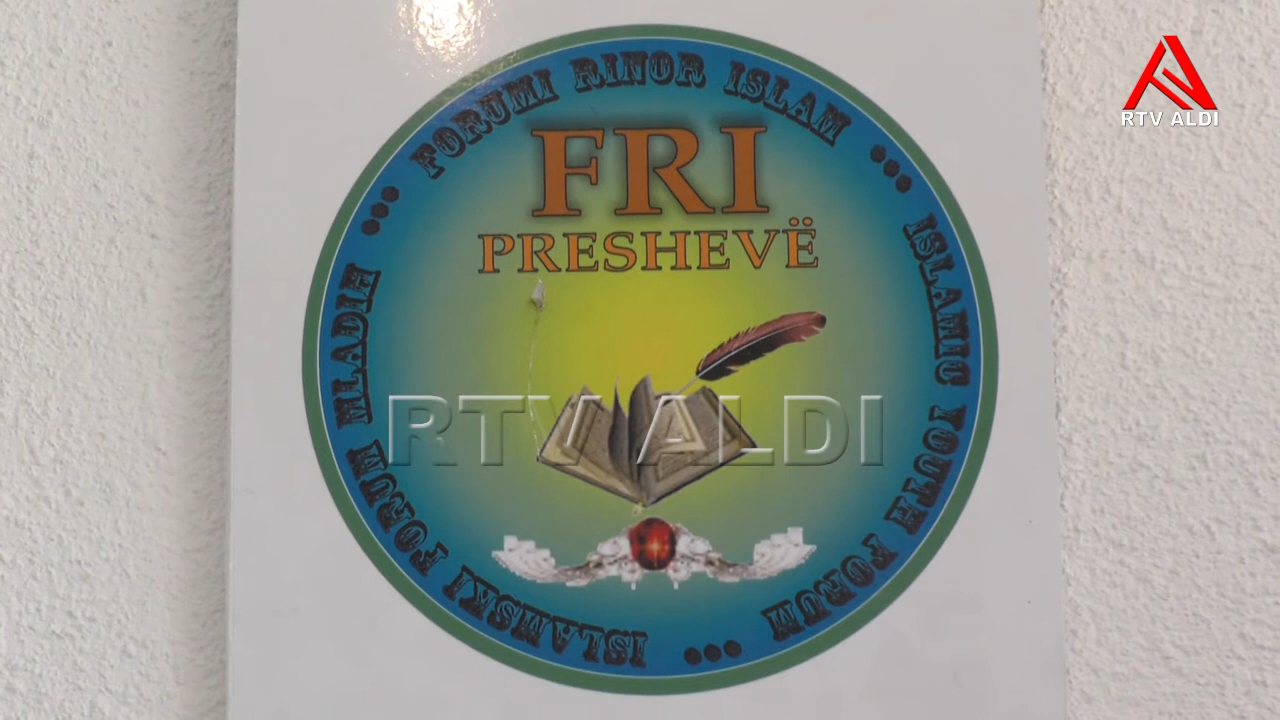 FORUMI RINOR ISLAM ... ISLAMIC YOUTH FORUM ... ISLAMSKI FORUM MLADIH ...
FRI
PRESHEVË
RTV ALDI
RTV ALDI